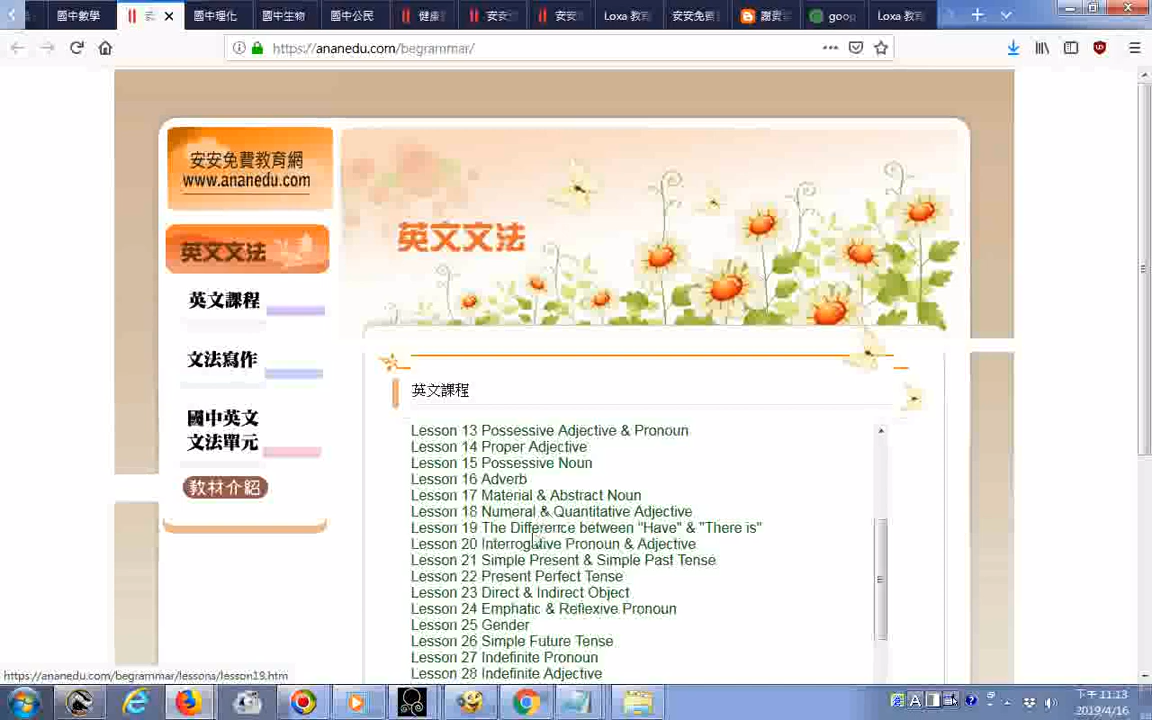 國中數學
國中理化
國中生物
國中公民
健康
安安
安安
Loxa 教
安安免費
goog
Loxa 教
https://ananedu.com/begrammar/
安安免費教育網
www.ananedu.com
英文文法
英文文法
英文課程
文法寫作
國中英文
文法單元
教材介紹
英文課程
Lesson 13 Possessive Adjective & Pronoun
Lesson 14 Proper Adjective
Lesson 15 Possessive Noun
Lesson 16 Adverb
Lesson 17 Material & Abstract Noun
Lesson 18 Numeral & Quantitative Adjective
Lesson 19 The Difference between "Have" & "There is"
Lesson 20 Interrogative Pronoun & Adjective
Lesson 21 Simple Present & Simple Past Tense
Lesson 22 Present Perfect Tense
Lesson 23 Direct & Indirect Object
Lesson 24 Emphatic & Reflexive Pronoun
Lesson 25 Gender
Lesson 26 Simple Future Tense
Lesson 27 Indefinite Pronoun
Lesson 28 Indefinite Adjective
https://ananedu.com/begrammar/lessons/lesson19.htm
下午 11:13
2019/4/16